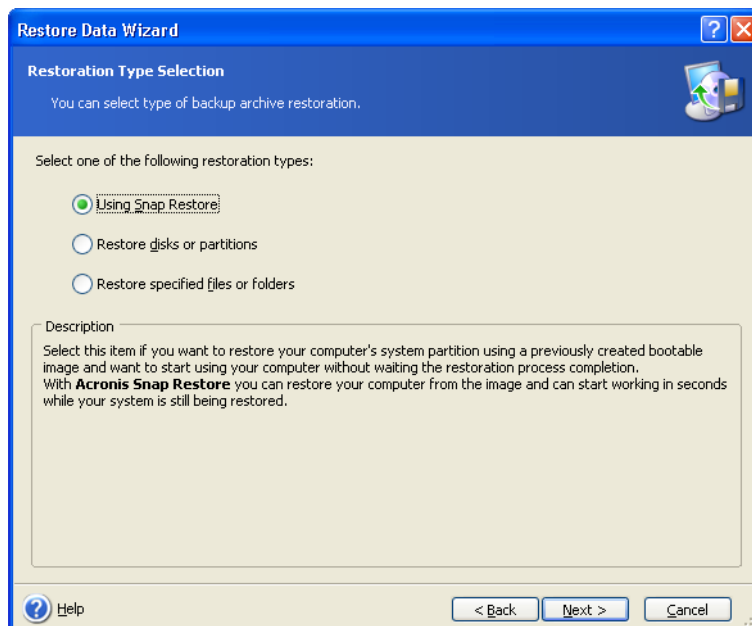 Restore Data Wizard
Restoration Type Selection
You can select type of backup archive restoration.
Select one of the following restoration types:
Using Snap Restore
Restore disks or partitions
Restore specified files or folders
Description
Select this item if you want to restore your computer's system partition using a previously created bootable
image and want to start using your computer without waiting the restoration process completion.
With Acronis Snap Restore you can restore your computer from the image and can start working in seconds
while your system is still being restored.
Help
< Back
Next >
Cancel